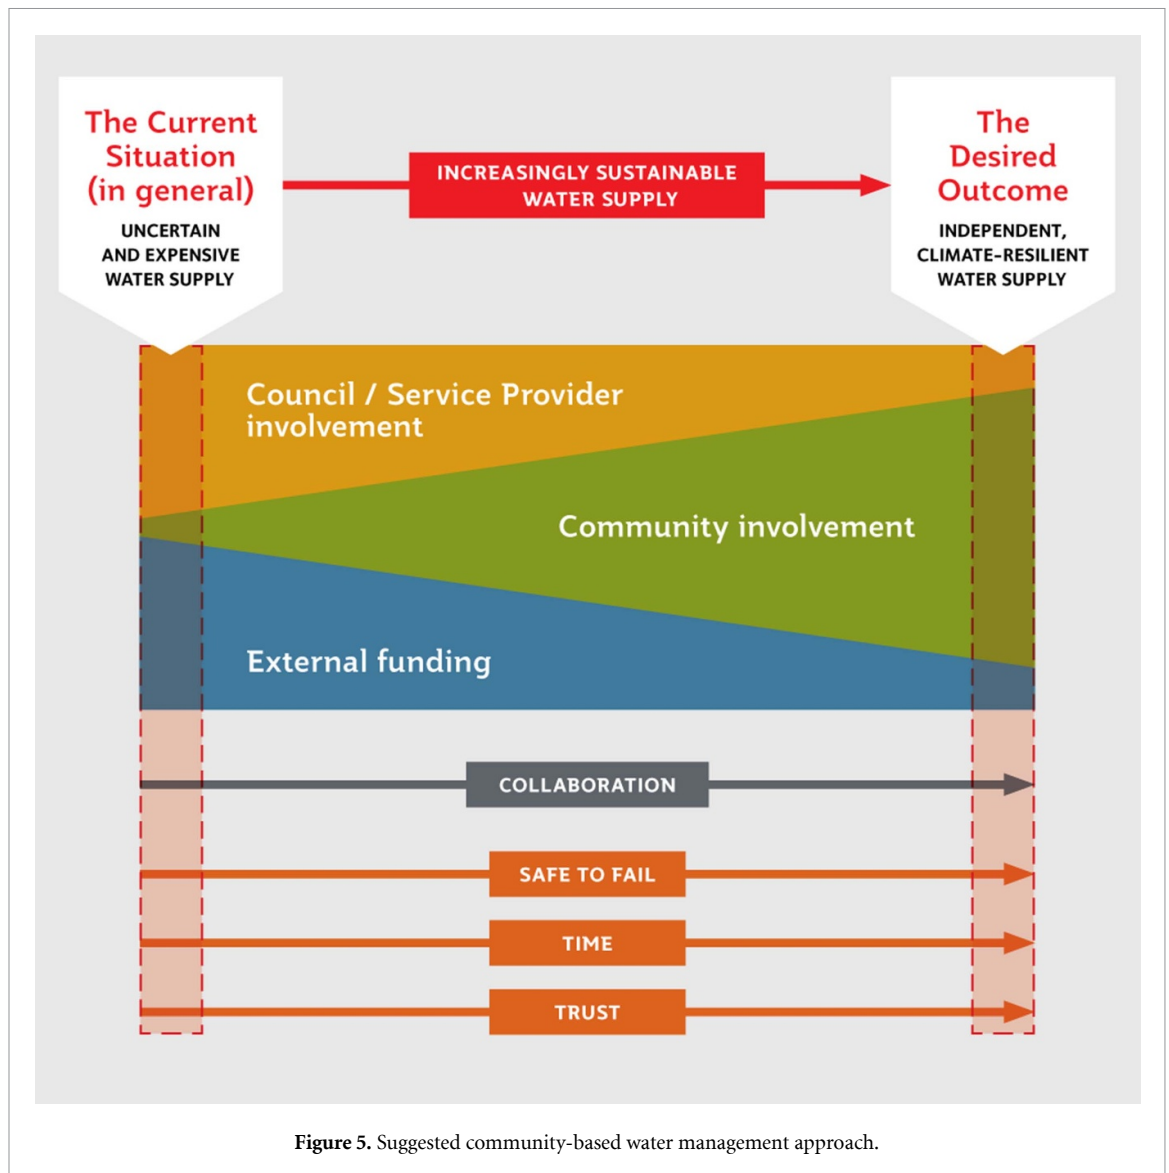 The Current
Situation
(in general)
UNCERTAIN
AND EXPENSIVE
WATER SUPPLY
INCREASINGLY SUSTAINABLE
WATER SUPPLY
The
Desired
Outcome
INDEPENDENT,
CLIMATE-RESILIENT
WATER SUPPLY
Council / Service Provider
involvement
Community involvement
External funding
COLLABORATION
SAFE TO FAIL
TIME
TRUST
Figure 5. Suggested community-based water management approach.